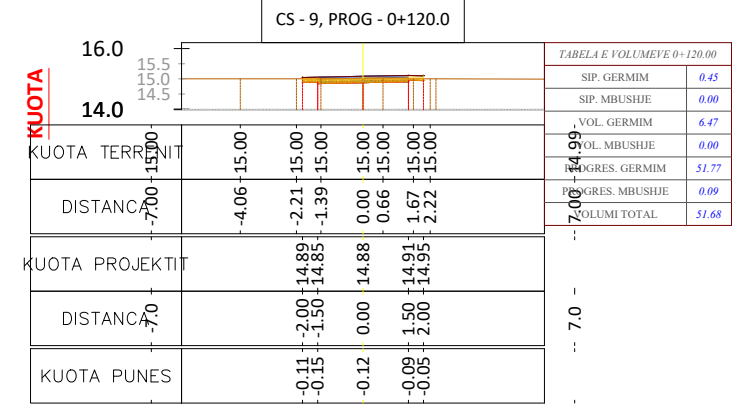 CS - 9, PROG - 0+120.0
KUOTA
16.0
15.5
15.0
14.5
14.0
TABELA E VOLUMEVE 0+120.00
SIP. GERMIM 0.45
SIP. MBUSHJE 0.00
VOL. GERMIM 6.47
VOL. MBUSHJE 0.00
PROGRES. GERMIM 51.77
PROGRES. MBUSHJE 0.09
VOLUMI TOTAL 51.68
KUOTA TERRENIT 15.00 15.00 15.00 15.00 15.00 15.00 15.00 15.00 14.99
DISTANCA -7.00 -4.06 -2.21 -1.39 0.00 0.66 1.67 2.22 7.00
KUOTA PROJEKTIT 14.89 14.85 14.88 14.91 14.95
DISTANCA -7.0 -2.00 -1.50 0.00 1.50 2.00 7.0
KUOTA PUNES -0.11 -0.15 -0.12 -0.09 -0.05